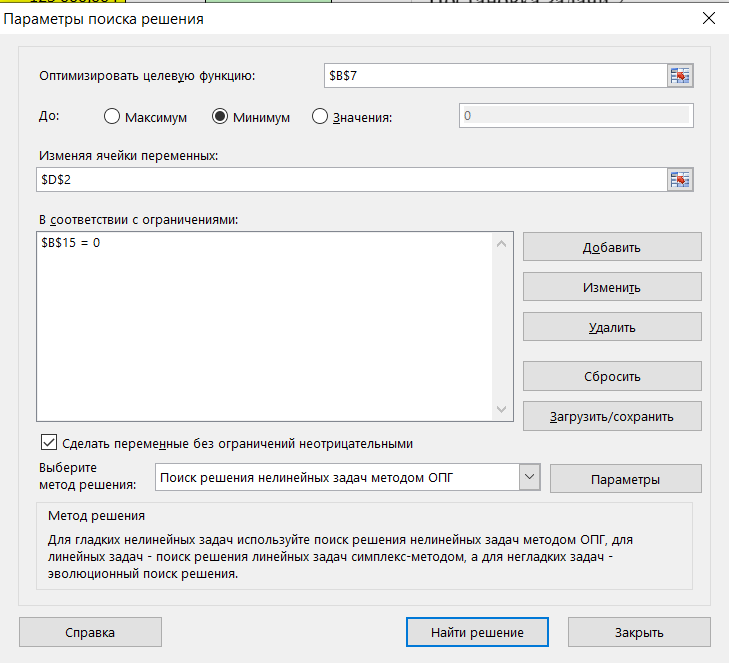 Параметры поиска решения
Оптимизировать целевую функцию:
$B$7
До:
Максимум
Минимум
Значения:
0
Изменяя ячейки переменных:
$D$2
В соответствии с ограничениями:
$B$15 = 0
Добавить
Изменить
Удалить
Сбросить
Загрузить/сохранить
Сделать переменные без ограничений неотрицательными
Выберите
метод решения:
Поиск решения нелинейных задач методом ОПГ
Параметры
Метод решения
Для гладких нелинейных задач используйте поиск решения нелинейных задач методом ОПГ, для
линейных задач - поиск решения линейных задач симплекс-методом, а для негладких задач -
эволюционный поиск решения.
Справка
Найти решение
Закрыть